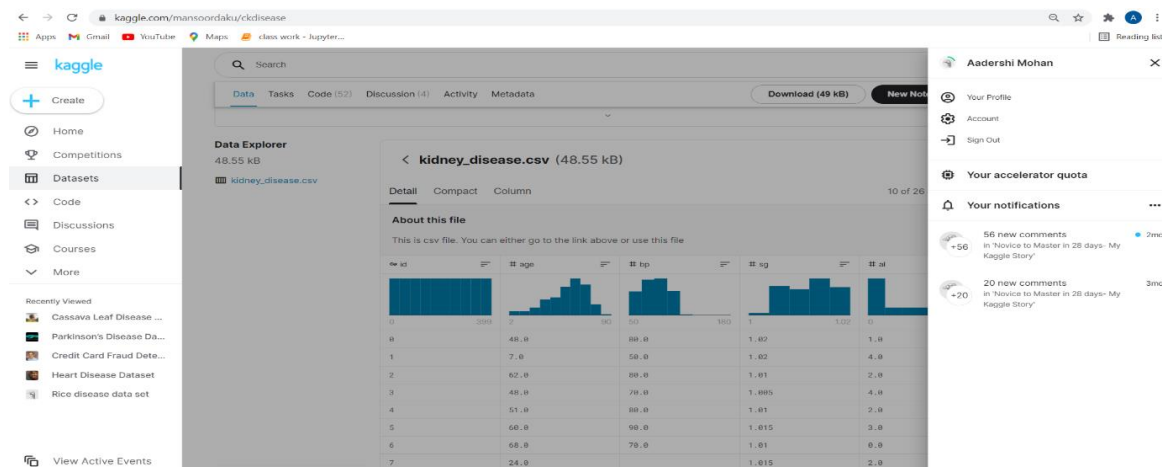 kaggle.com/mansoordaku/ckdisease
A
Apps Gmail YouTube Maps class work - Jupyter...
Reading list
kaggle
Create
Home
Competitions
Datasets
Code
Discussions
Courses
More
Recently Viewed
Cassava Leaf Disease ...
Parkinson's Disease Da...
Credit Card Fraud Dete...
Heart Disease Dataset
Rice disease data set
View Active Events
Search
Data Tasks Code (52) Discussion (4) Activity Metadata
Download (49 kB) New Not
Data Explorer
48.55 kB
kidney_disease.csv
< kidney_disease.csv (48.55 kB)
Detail Compact Column 10 of 26
About this file
This is csv file. You can either go to the link above or use this file
id # age # bp # sg # al
0 399 2 90 50 180 1 1.02 0
0 48.0 80.0 1.02 1.0
1 7.0 50.0 1.02 4.0
2 62.0 80.0 1.01 2.0
3 48.0 70.0 1.005 4.0
4 51.0 80.0 1.01 2.0
5 60.0 90.0 1.015 3.0
6 68.0 70.0 1.01 0.0
7 24.0 1.015 2.0
Aadershi Mohan
Your Profile
Account
Sign Out
Your accelerator quota
Your notifications
+56
56 new comments 2mo
in 'Novice to Master in 28 days- My
Kaggle Story'
+20
20 new comments 3mo
in 'Novice to Master in 28 days- My
Kaggle Story'